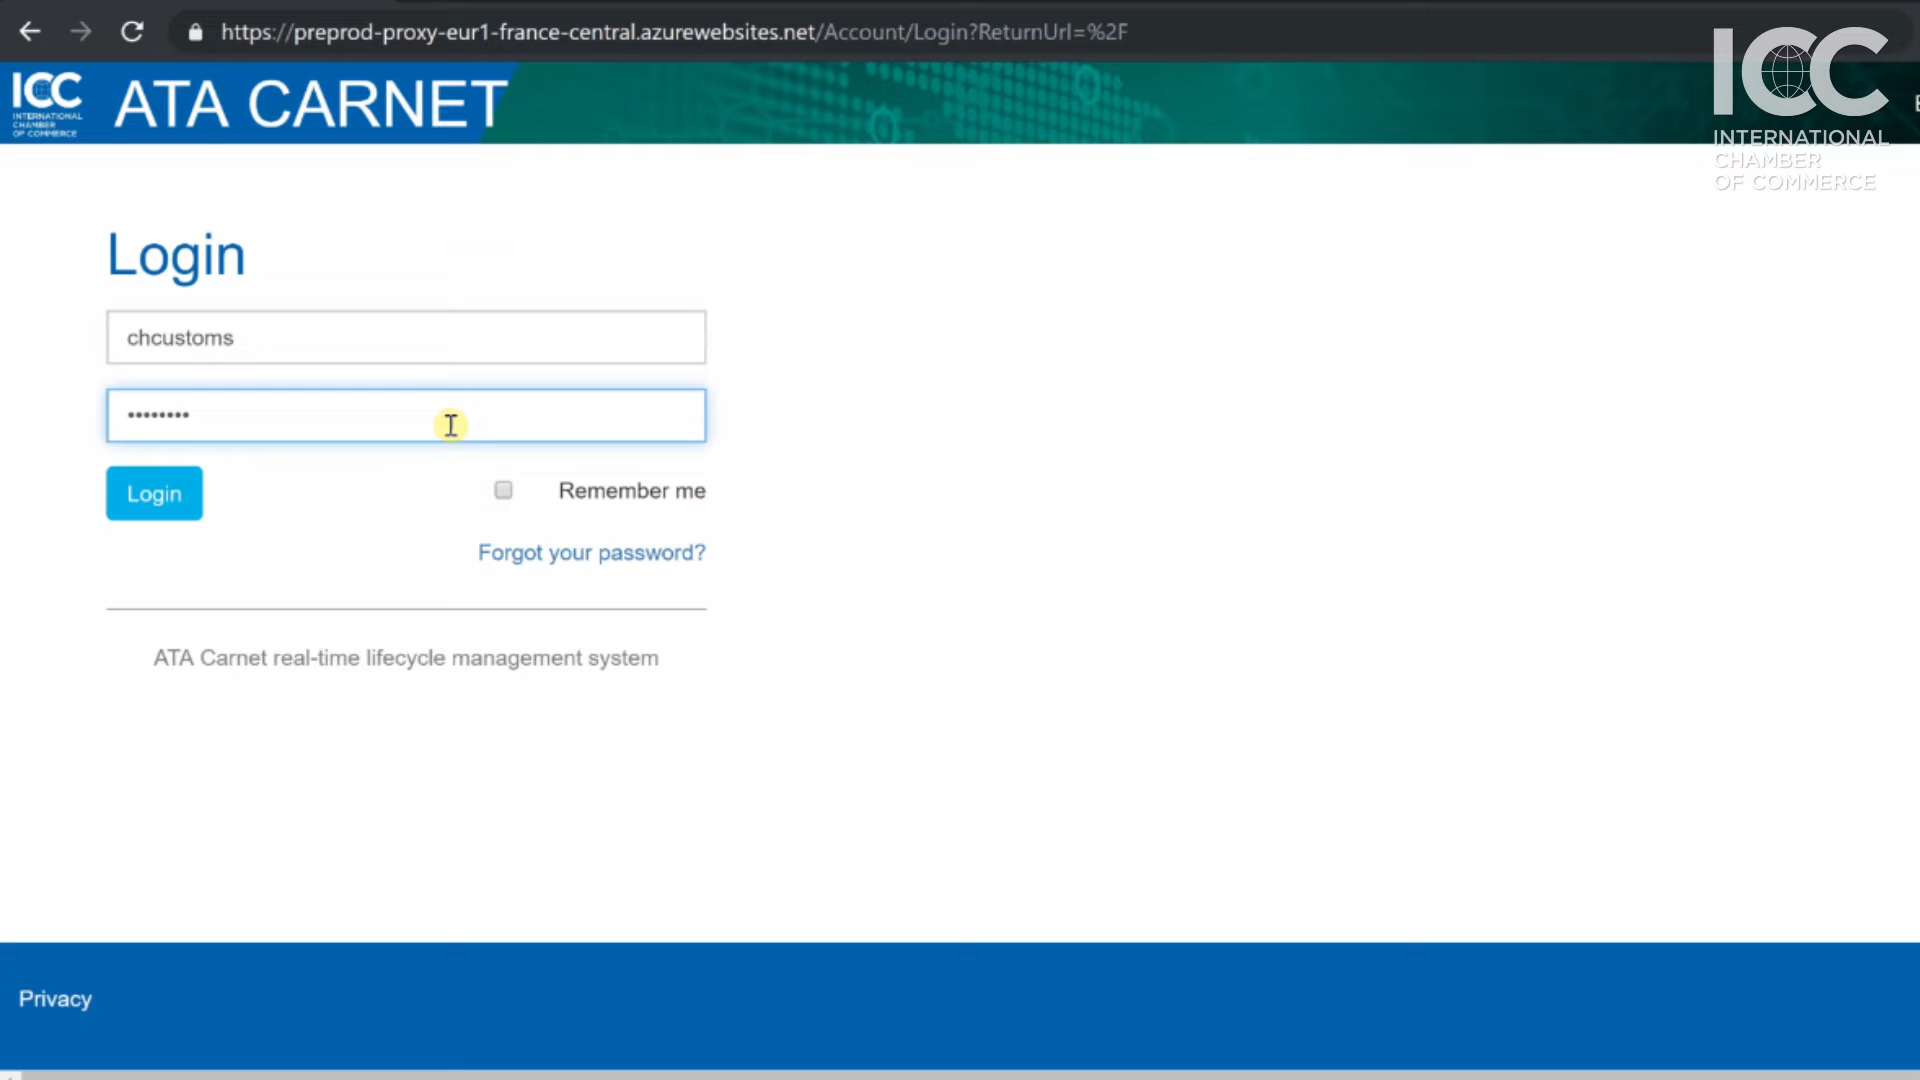 https://preprod-proxy-eur1-france-central.azurewebsites.net/Account/Login?ReturnUrl=%2F
ICC
INTERNATIONAL
CHAMBER
OF COMMERCE
ATA CARNET
ICC
INTERNATIONAL
CHAMBER
OF COMMERCE
Login
chcustoms
••••••••
Login
Remember me
Forgot your password?
ATA Carnet real-time lifecycle management system
Privacy